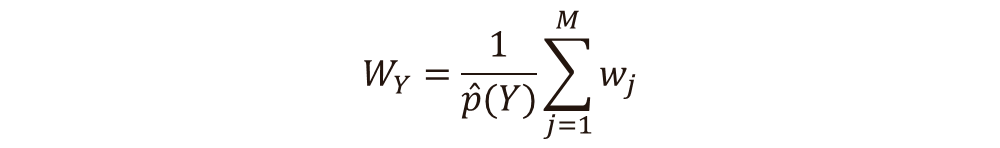 W_Y = \frac{1}{\hat{p}(Y)} \sum_{j=1}^{M} w_j